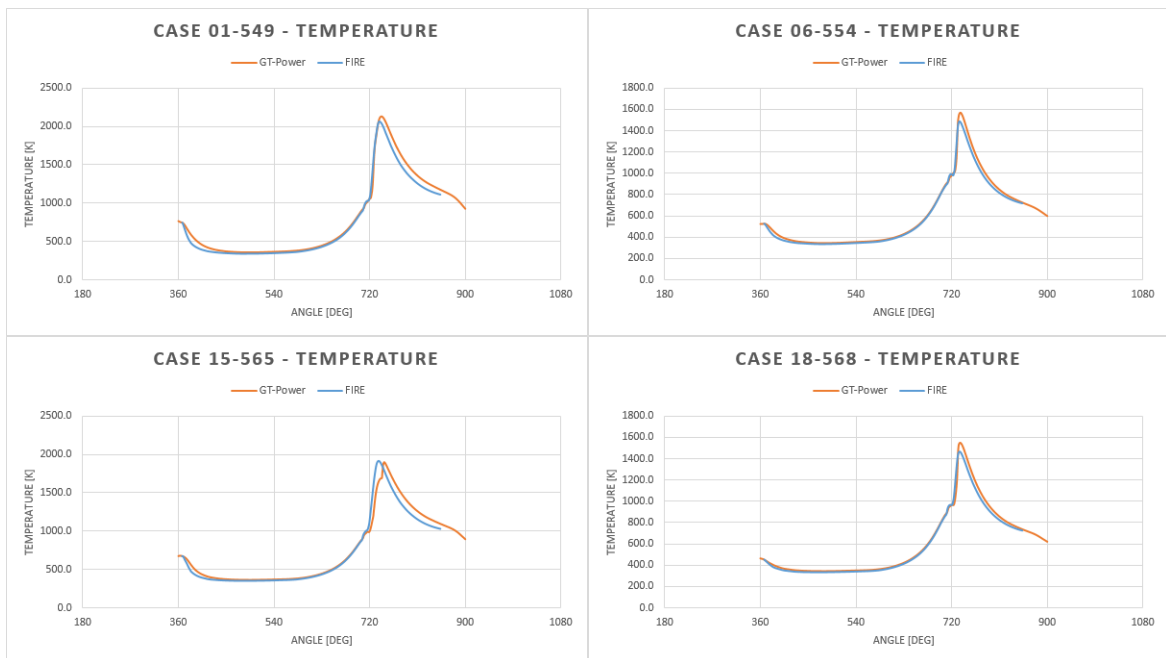 CASE 01-549 - TEMPERATURE
GT-Power FIRE
TEMPERATURE [K]
2500.0
2000.0
1500.0
1000.0
500.0
0.0
180 360 540 720 900 1080
ANGLE [DEG]
CASE 06-554 - TEMPERATURE
GT-Power FIRE
TEMPERATURE [K]
1800.0
1600.0
1400.0
1200.0
1000.0
800.0
600.0
400.0
200.0
0.0
180 360 540 720 900 1080
ANGLE [DEG]
CASE 15-565 - TEMPERATURE
GT-Power FIRE
TEMPERATURE [K]
2500.0
2000.0
1500.0
1000.0
500.0
0.0
180 360 540 720 900 1080
ANGLE [DEG]
CASE 18-568 - TEMPERATURE
GT-Power FIRE
TEMPERATURE [K]
1800.0
1600.0
1400.0
1200.0
1000.0
800.0
600.0
400.0
200.0
0.0
180 360 540 720 900 1080
ANGLE [DEG]